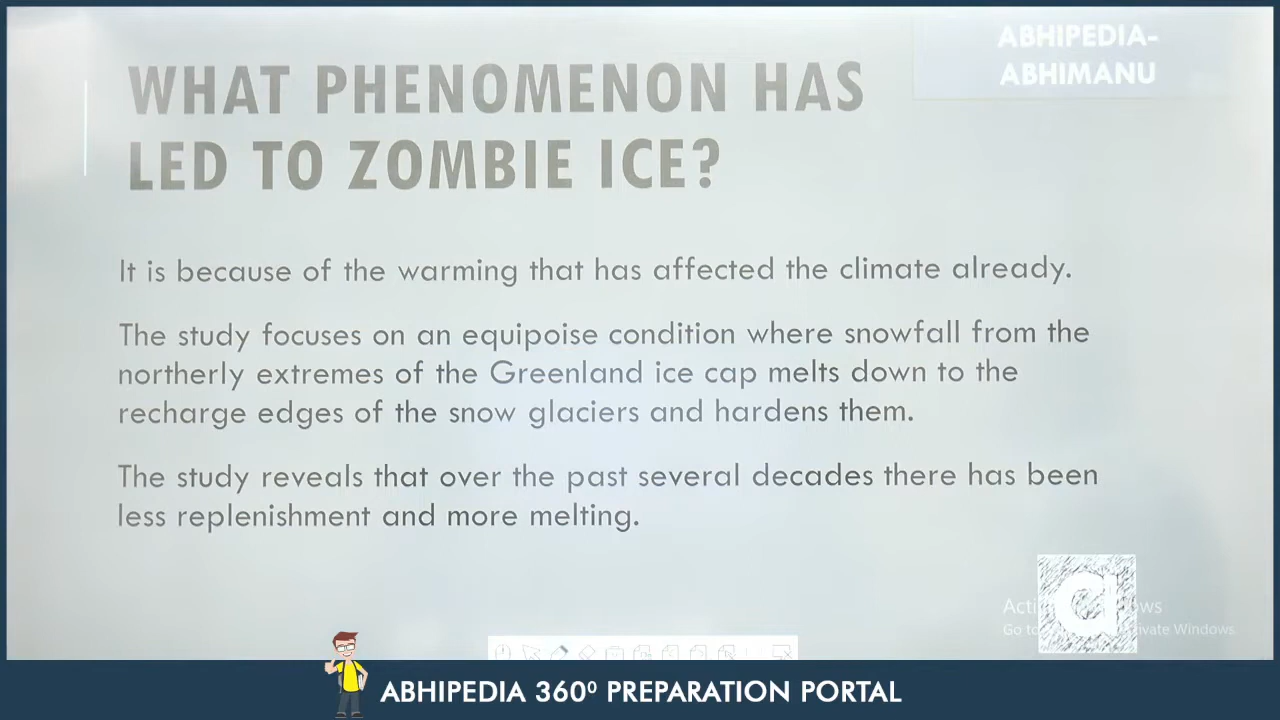 ABHIPEDIA-
ABHIMANU
WHAT PHENOMENON HAS
LED TO ZOMBIE ICE?
It is because of the warming that has affected the climate already.
The study focuses on an equipoise condition where snowfall from the
northerly extremes of the Greenland ice cap melts down to the
recharge edges of the snow glaciers and hardens them.
The study reveals that over the past several decades there has been
less replenishment and more melting.
a
Go to
Windows.
ABHIPEDIA 360⁰ PREPARATION PORTAL